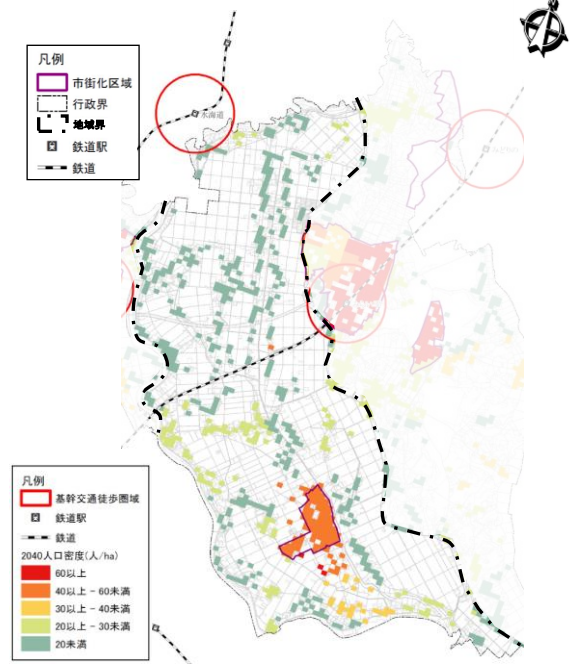 凡例
市街化区域
行政界
地域界
鉄道駅
鉄道
水海道
凡例
基幹交通徒歩圏域
鉄道駅
鉄道
2040人口密度(人/ha)
60以上
40以上 - 60未満
30以上 - 40未満
20以上 - 30未満
20未満